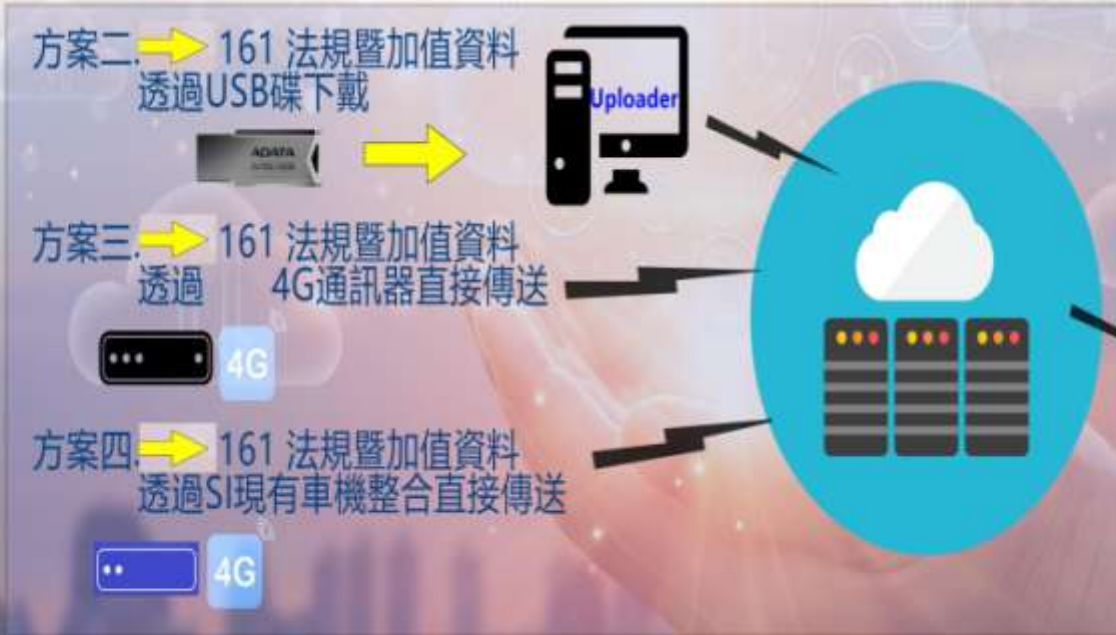 方案二. 161 法規暨加值資料
透過USB碟下戴
ADATA
Uploader
方案三. 161 法規暨加值資料
透過 4G通訊器直接傳送
4G
方案四. 161 法規暨加值資料
透過SI現有車機整合直接傳送
4G